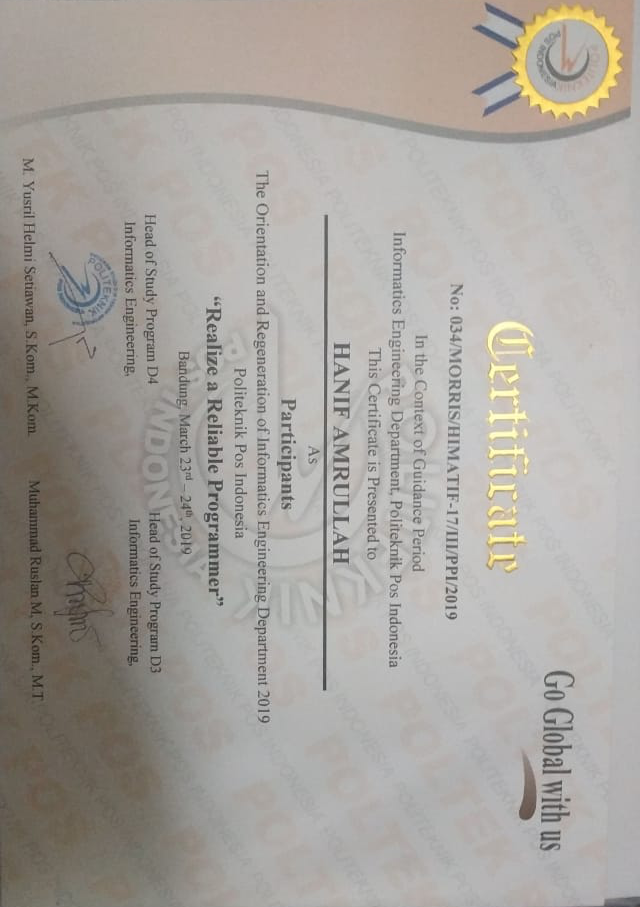 POLITEKNIK
POS INDONESIA
Go Global with us
Certificate
No: 034/MORRIS/HIMATIF-17/III/PPI/2019
In the Context of Guidance Period
Informatics Engineering Department, Politeknik Pos Indonesia
This Certificate is Presented to
HANIF AMRULLAH
As
Participants
The Orientation and Regeneration of Informatics Engineering Department 2019
Politeknik Pos Indonesia
“Realize a Reliable Programmer”
Bandung, March 23rd – 24th, 2019
Head of Study Program D4
Informatics Engineering,
Head of Study Program D3
Informatics Engineering,
POLITEKNIK
M. Yusril Helmi Setiawan, S.Kom., M.Kom.
Muhammad Ruslan M, S.Kom., M.T